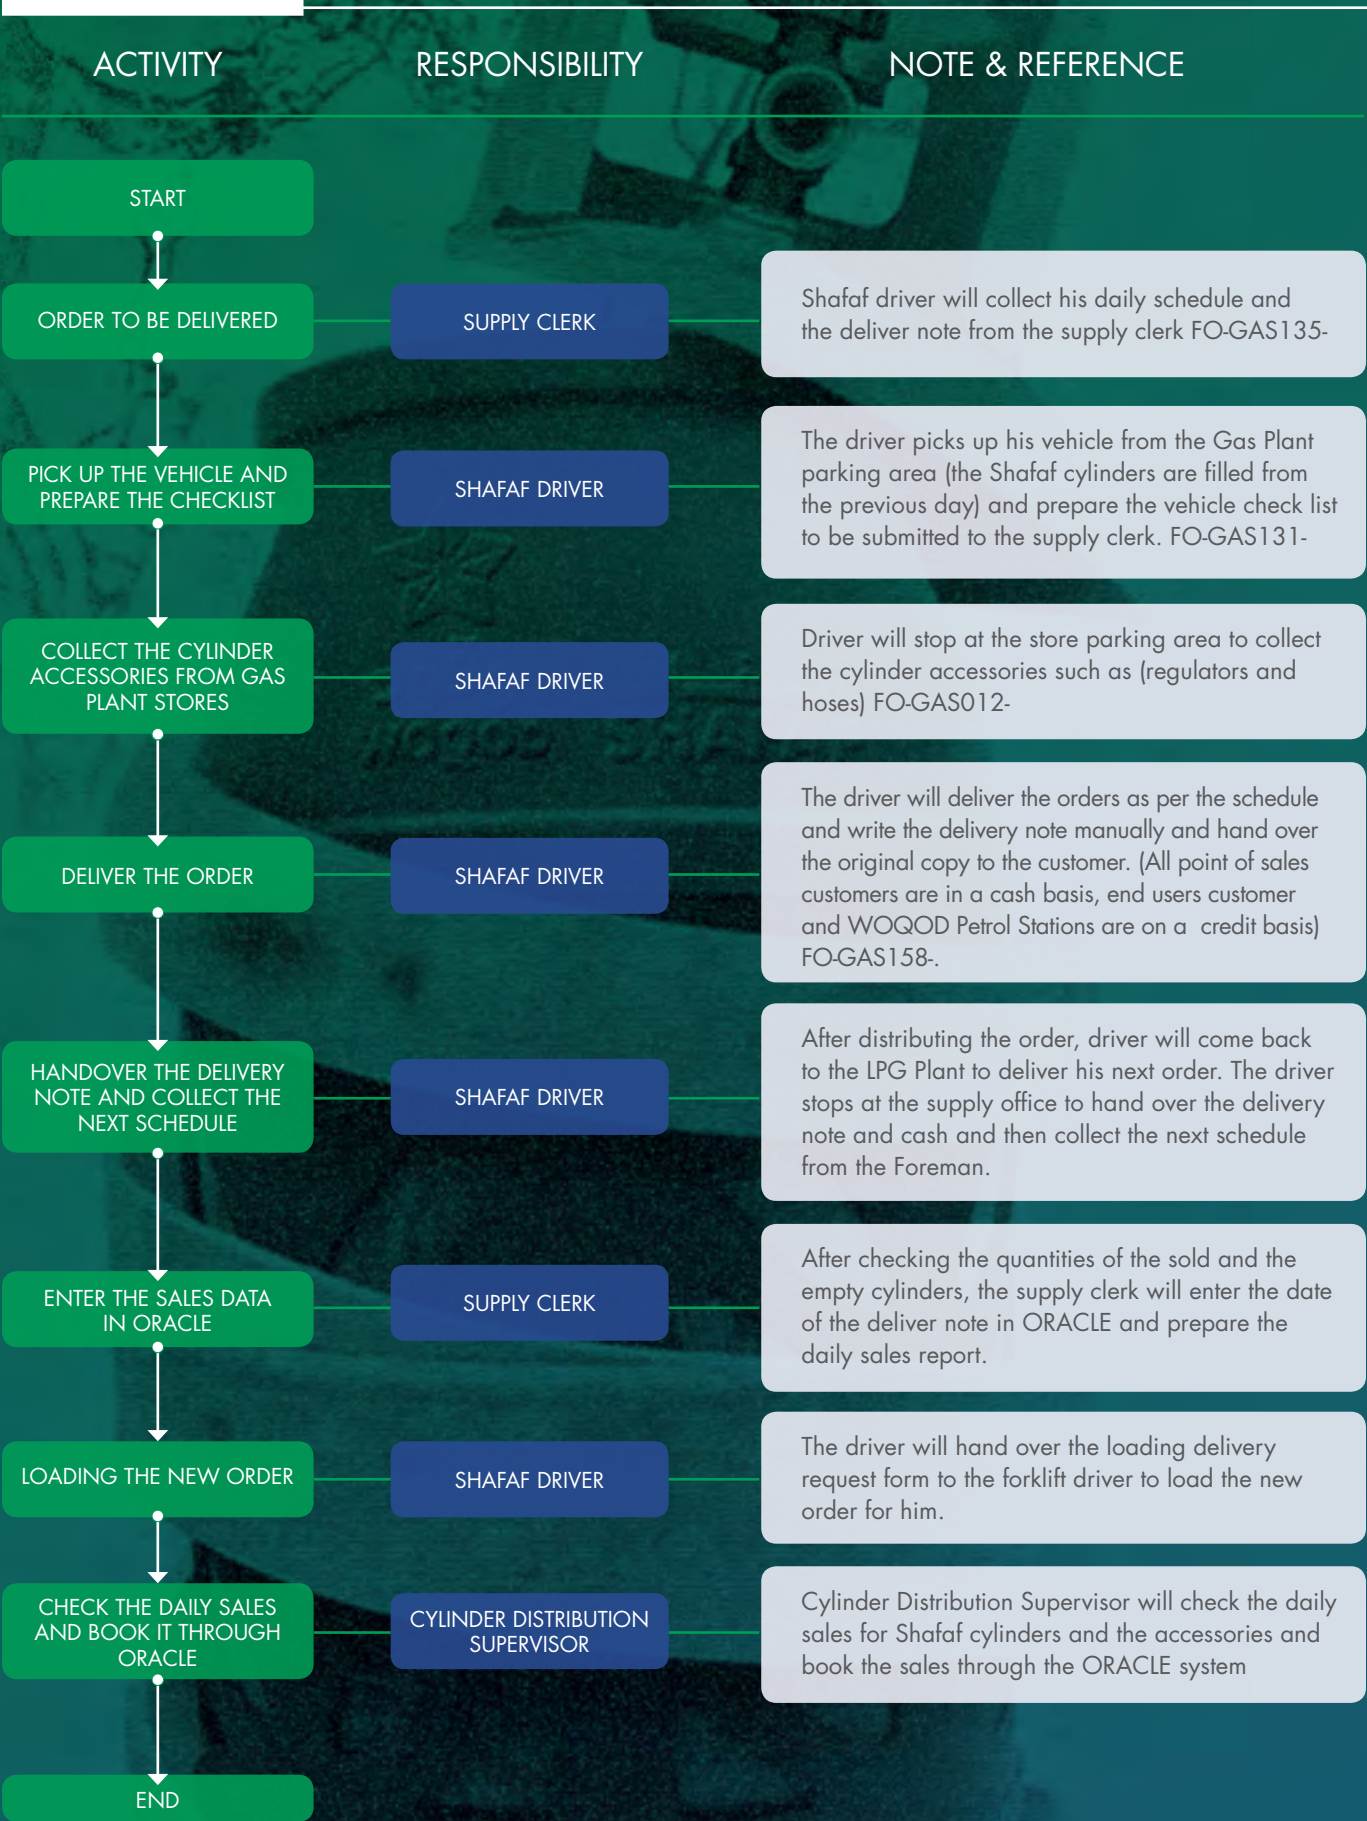 ACTIVITY
RESPONSIBILITY
NOTE & REFERENCE
START
ORDER TO BE DELIVERED
SUPPLY CLERK
Shafaf driver will collect his daily schedule and
the deliver note from the supply clerk FO-GAS135-
PICK UP THE VEHICLE AND
PREPARE THE CHECKLIST
SHAFAF DRIVER
The driver picks up his vehicle from the Gas Plant
parking area (the Shafaf cylinders are filled from
the previous day) and prepare the vehicle check list
to be submitted to the supply clerk. FO-GAS131-
COLLECT THE CYLINDER
ACCESSORIES FROM GAS
PLANT STORES
SHAFAF DRIVER
Driver will stop at the store parking area to collect
the cylinder accessories such as (regulators and
hoses) FO-GAS012-
DELIVER THE ORDER
SHAFAF DRIVER
The driver will deliver the orders as per the schedule
and write the delivery note manually and hand over
the original copy to the customer. (All point of sales
customers are in a cash basis, end users customer
and WOQOD Petrol Stations are on a credit basis)
FO-GAS158-.
HANDOVER THE DELIVERY
NOTE AND COLLECT THE
NEXT SCHEDULE
SHAFAF DRIVER
After distributing the order, driver will come back
to the LPG Plant to deliver his next order. The driver
stops at the supply office to hand over the delivery
note and cash and then collect the next schedule
from the Foreman.
ENTER THE SALES DATA
IN ORACLE
SUPPLY CLERK
After checking the quantities of the sold and the
empty cylinders, the supply clerk will enter the date
of the deliver note in ORACLE and prepare the
daily sales report.
LOADING THE NEW ORDER
SHAFAF DRIVER
The driver will hand over the loading delivery
request form to the forklift driver to load the new
order for him.
CHECK THE DAILY SALES
AND BOOK IT THROUGH
ORACLE
CYLINDER DISTRIBUTION
SUPERVISOR
Cylinder Distribution Supervisor will check the daily
sales for Shafaf cylinders and the accessories and
book the sales through the ORACLE system
END